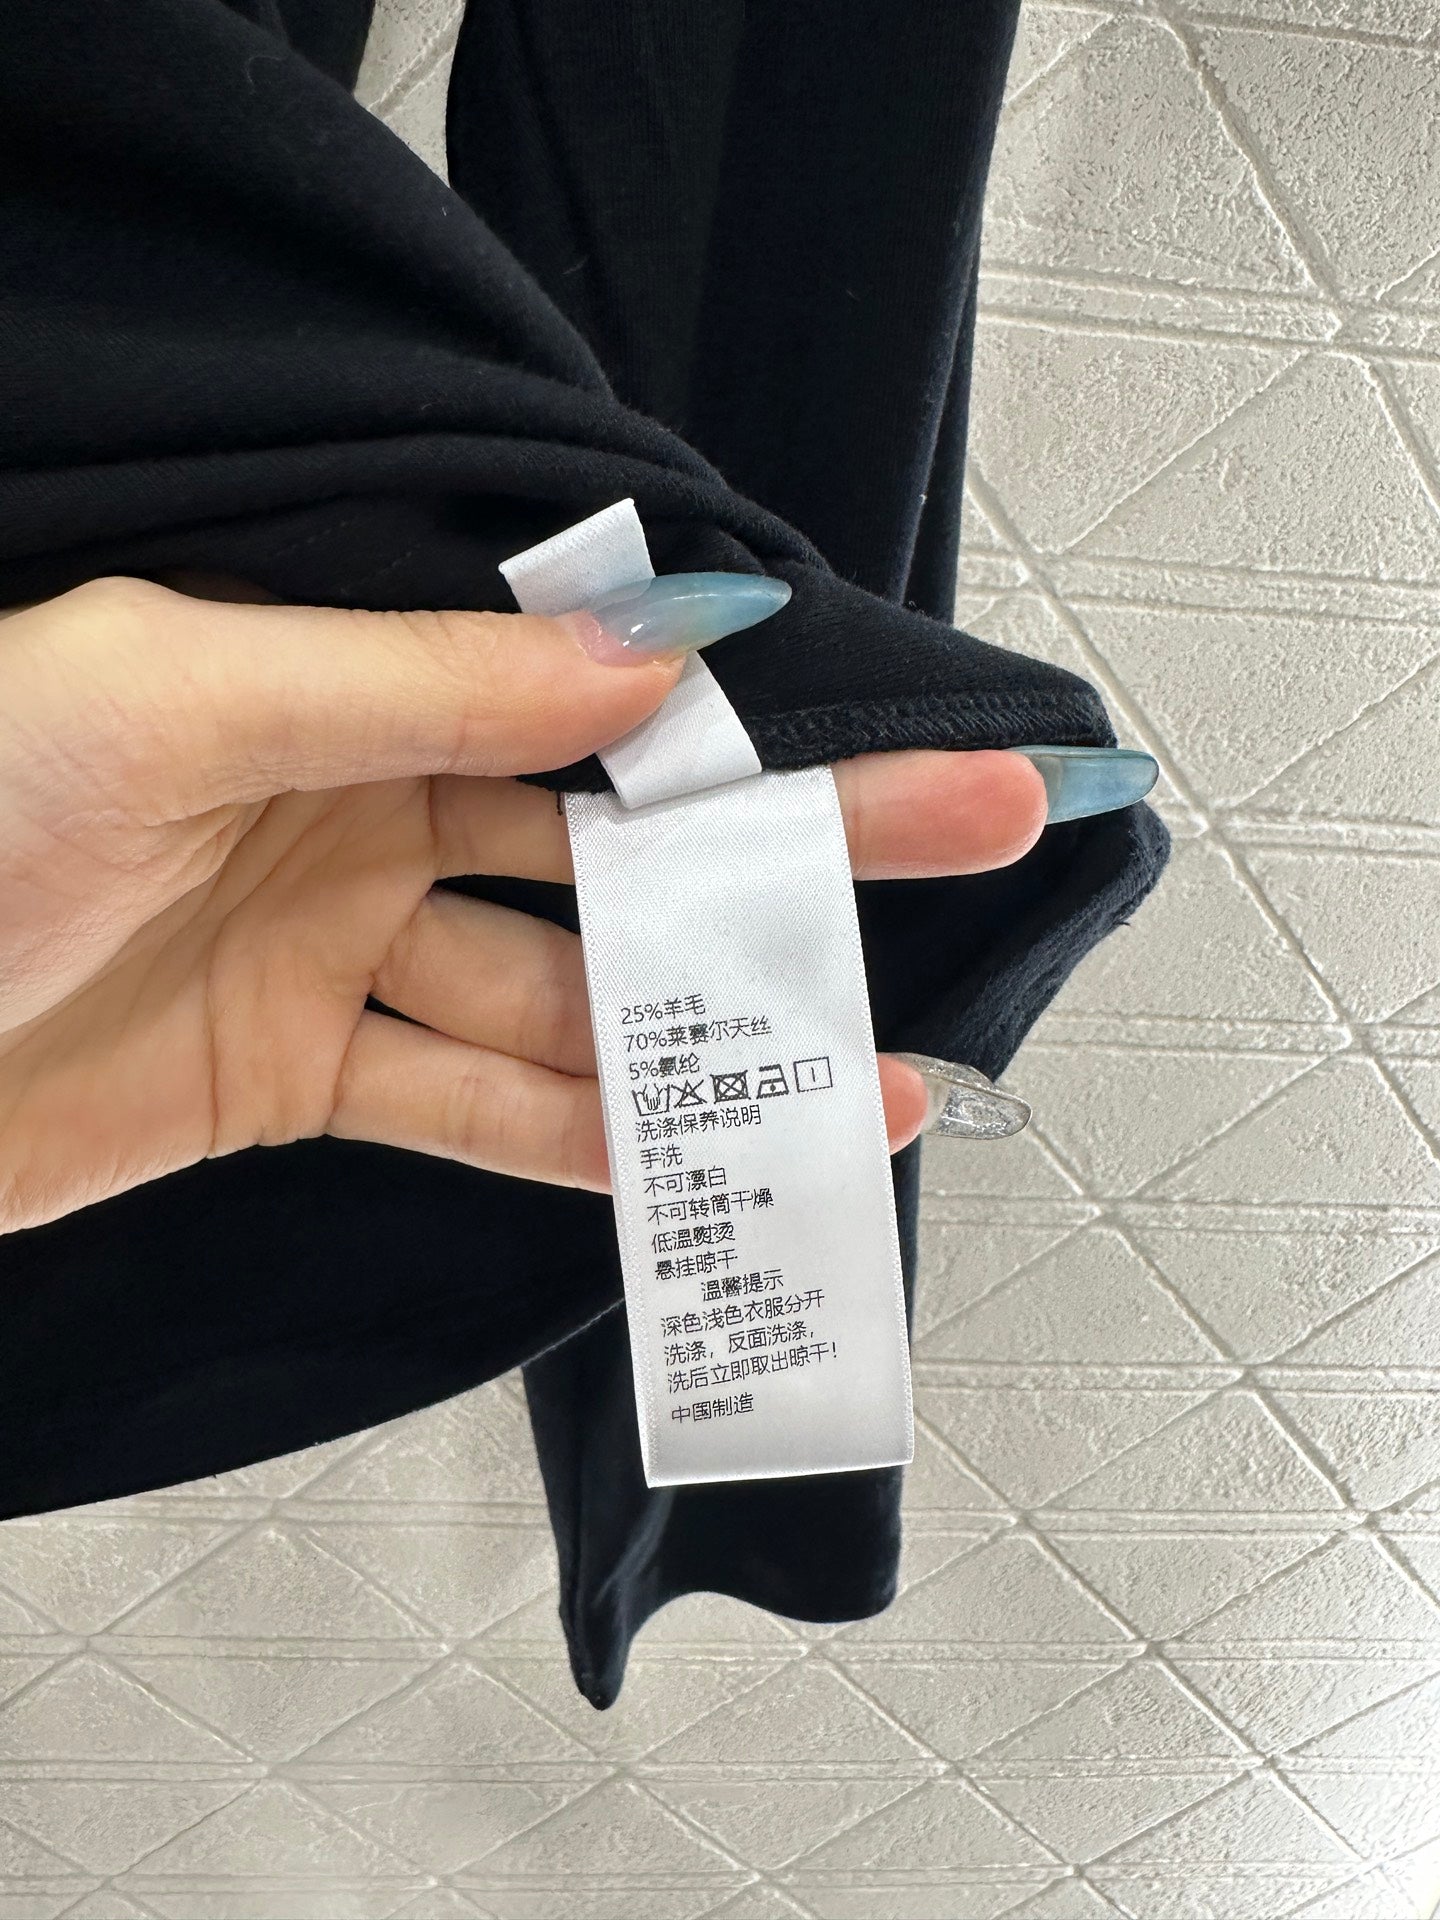 25%羊毛
70%莱赛尔天丝
5%氨纶
洗涤保养说明
手洗
不可漂白
不可转筒干燥
低温熨烫
悬挂晾干
温馨提示
深色浅色衣服分开
洗涤，反面洗涤，
洗后立即取出晾干！
中国制造